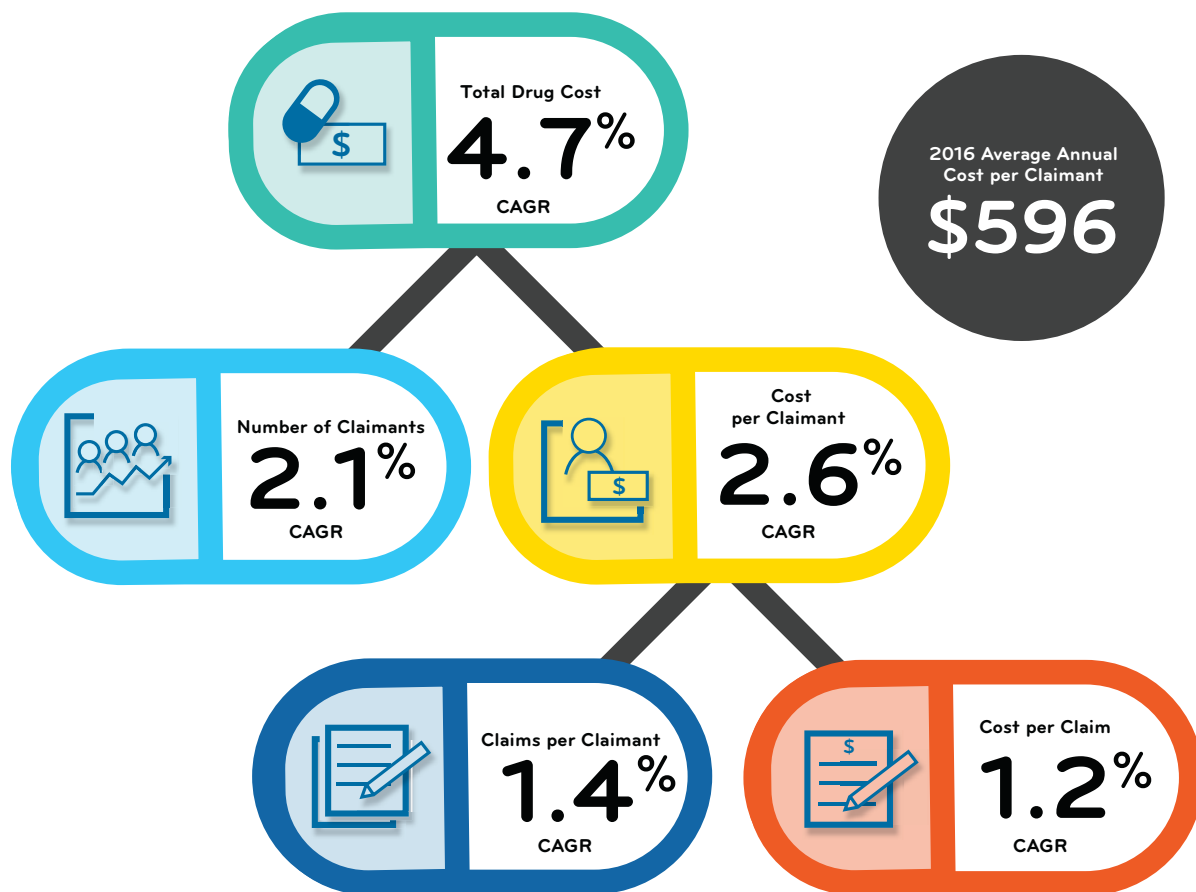 Total Drug Cost
4.7%
CAGR
$
2016 Average Annual
Cost per Claimant
$596
Number of Claimants
2.1%
CAGR
Cost
per Claimant
2.6%
CAGR
$
Claims per Claimant
1.4%
CAGR
Cost per Claim
1.2%
CAGR
$